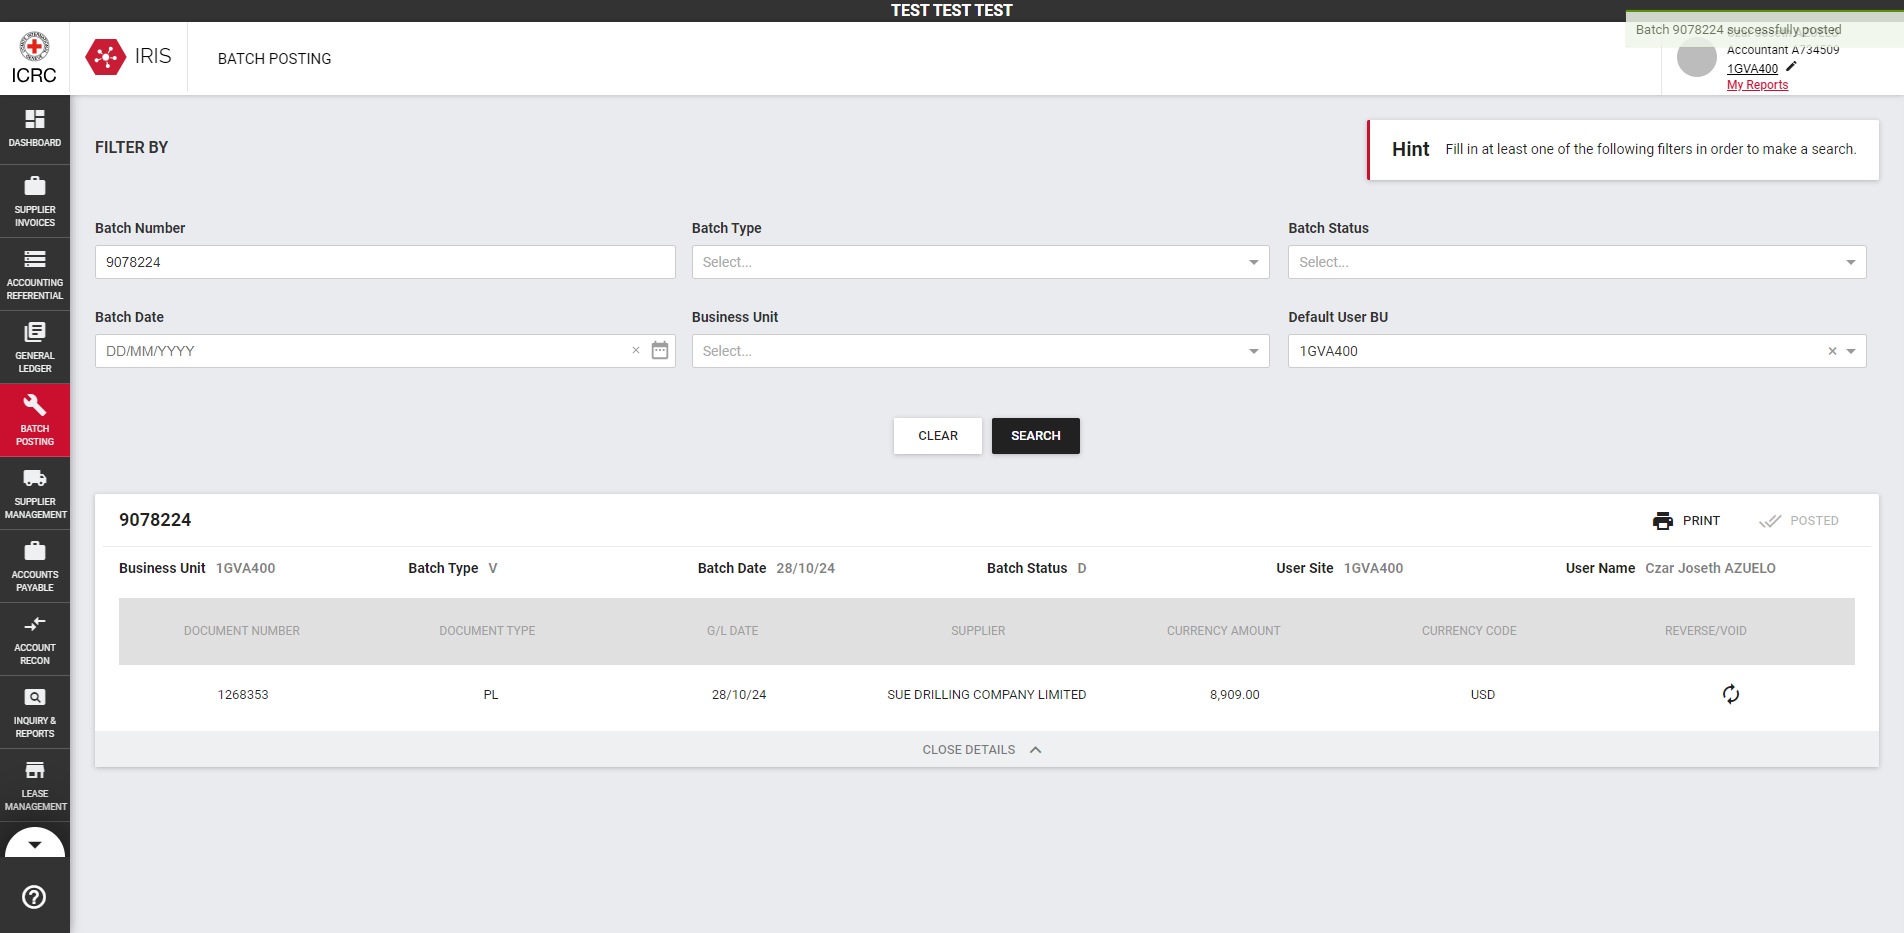 TEST TEST TEST
ICRC
IRIS
BATCH POSTING
Batch 9078224 successfully posted
Accountant A734509
1GVA400
My Reports
DASHBOARD
SUPPLIER
INVOICES
ACCOUNTING
REFERENTIAL
GENERAL
LEDGER
BATCH
POSTING
SUPPLIER
MANAGEMENT
ACCOUNTS
PAYABLE
ACCOUNT
RECON
INQUIRY &
REPORTS
LEASE
MANAGEMENT
FILTER BY
Hint Fill in at least one of the following filters in order to make a search.
Batch Number Batch Type Batch Status
9078224 Select... Select...
Batch Date Business Unit Default User BU
DD/MM/YYYY Select... 1GVA400
CLEAR SEARCH
9078224 PRINT POSTED
Business Unit 1GVA400 Batch Type V Batch Date 28/10/24 Batch Status D User Site 1GVA400 User Name Czar Joseth AZUELO
DOCUMENT NUMBER DOCUMENT TYPE G/L DATE SUPPLIER CURRENCY AMOUNT CURRENCY CODE REVERSE/VOID
1268353 PL 28/10/24 SUE DRILLING COMPANY LIMITED 8,909.00 USD
CLOSE DETAILS